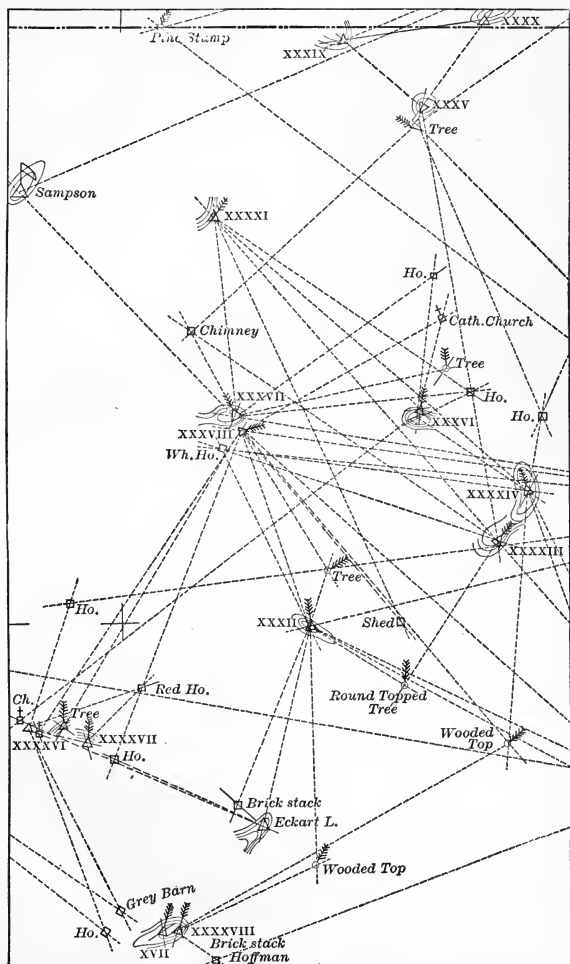 XXXX
Pine Stump
XXXIX
XXXV
Tree
Sampson
XXXXI
Ho.
Chimney
Cath. Church
Tree
XXXVII
Ho.
XXXVI
Ho.
XXXVIII
Wh. Ho.
XXXXIV
XXXXIII
Tree
Ho.
XXXII
Shed
Red Ho.
Round Topped
Tree
Ch.
Tree
XXXXVI
XXXXVII
Wooded
Top
Ho.
Brick stack
Eckart L.
Wooded Top
Grey Barn
Ho.
XXXXVIII
XVII
Brick stack
Hoffman